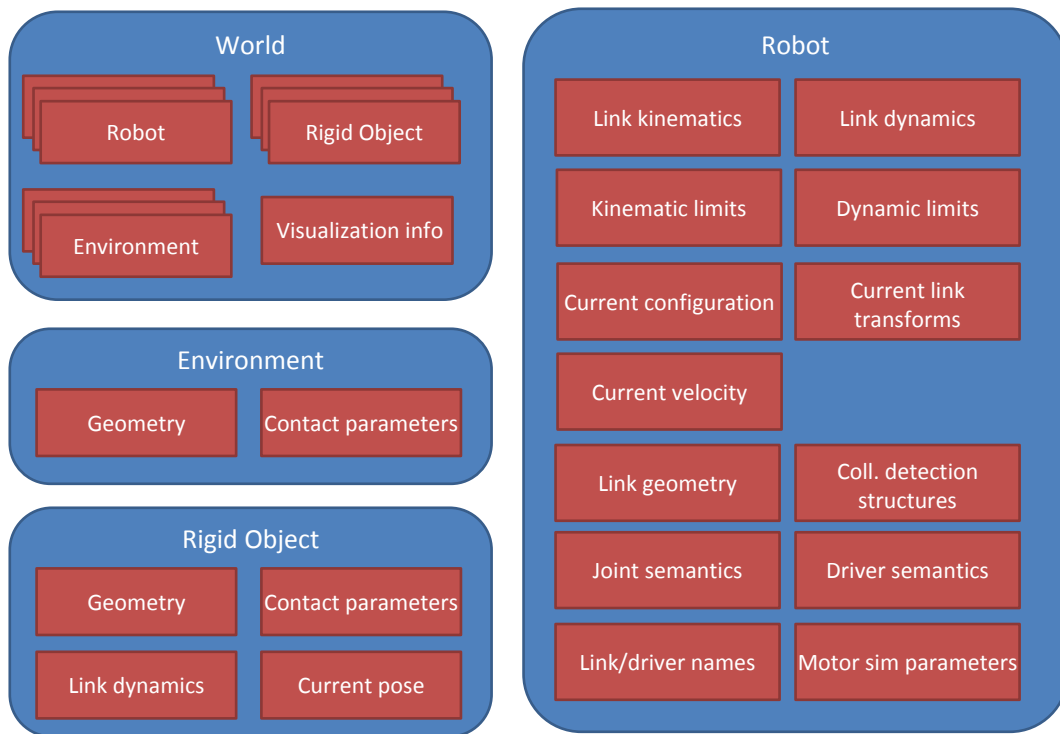 World
Robot
Rigid Object
Environment
Visualization info
Environment
Geometry
Contact parameters
Rigid Object
Geometry
Contact parameters
Link dynamics
Current pose
Robot
Link kinematics
Link dynamics
Kinematic limits
Dynamic limits
Current configuration
Current link
transforms
Current velocity
Link geometry
Coll. detection
structures
Joint semantics
Driver semantics
Link/driver names
Motor sim parameters